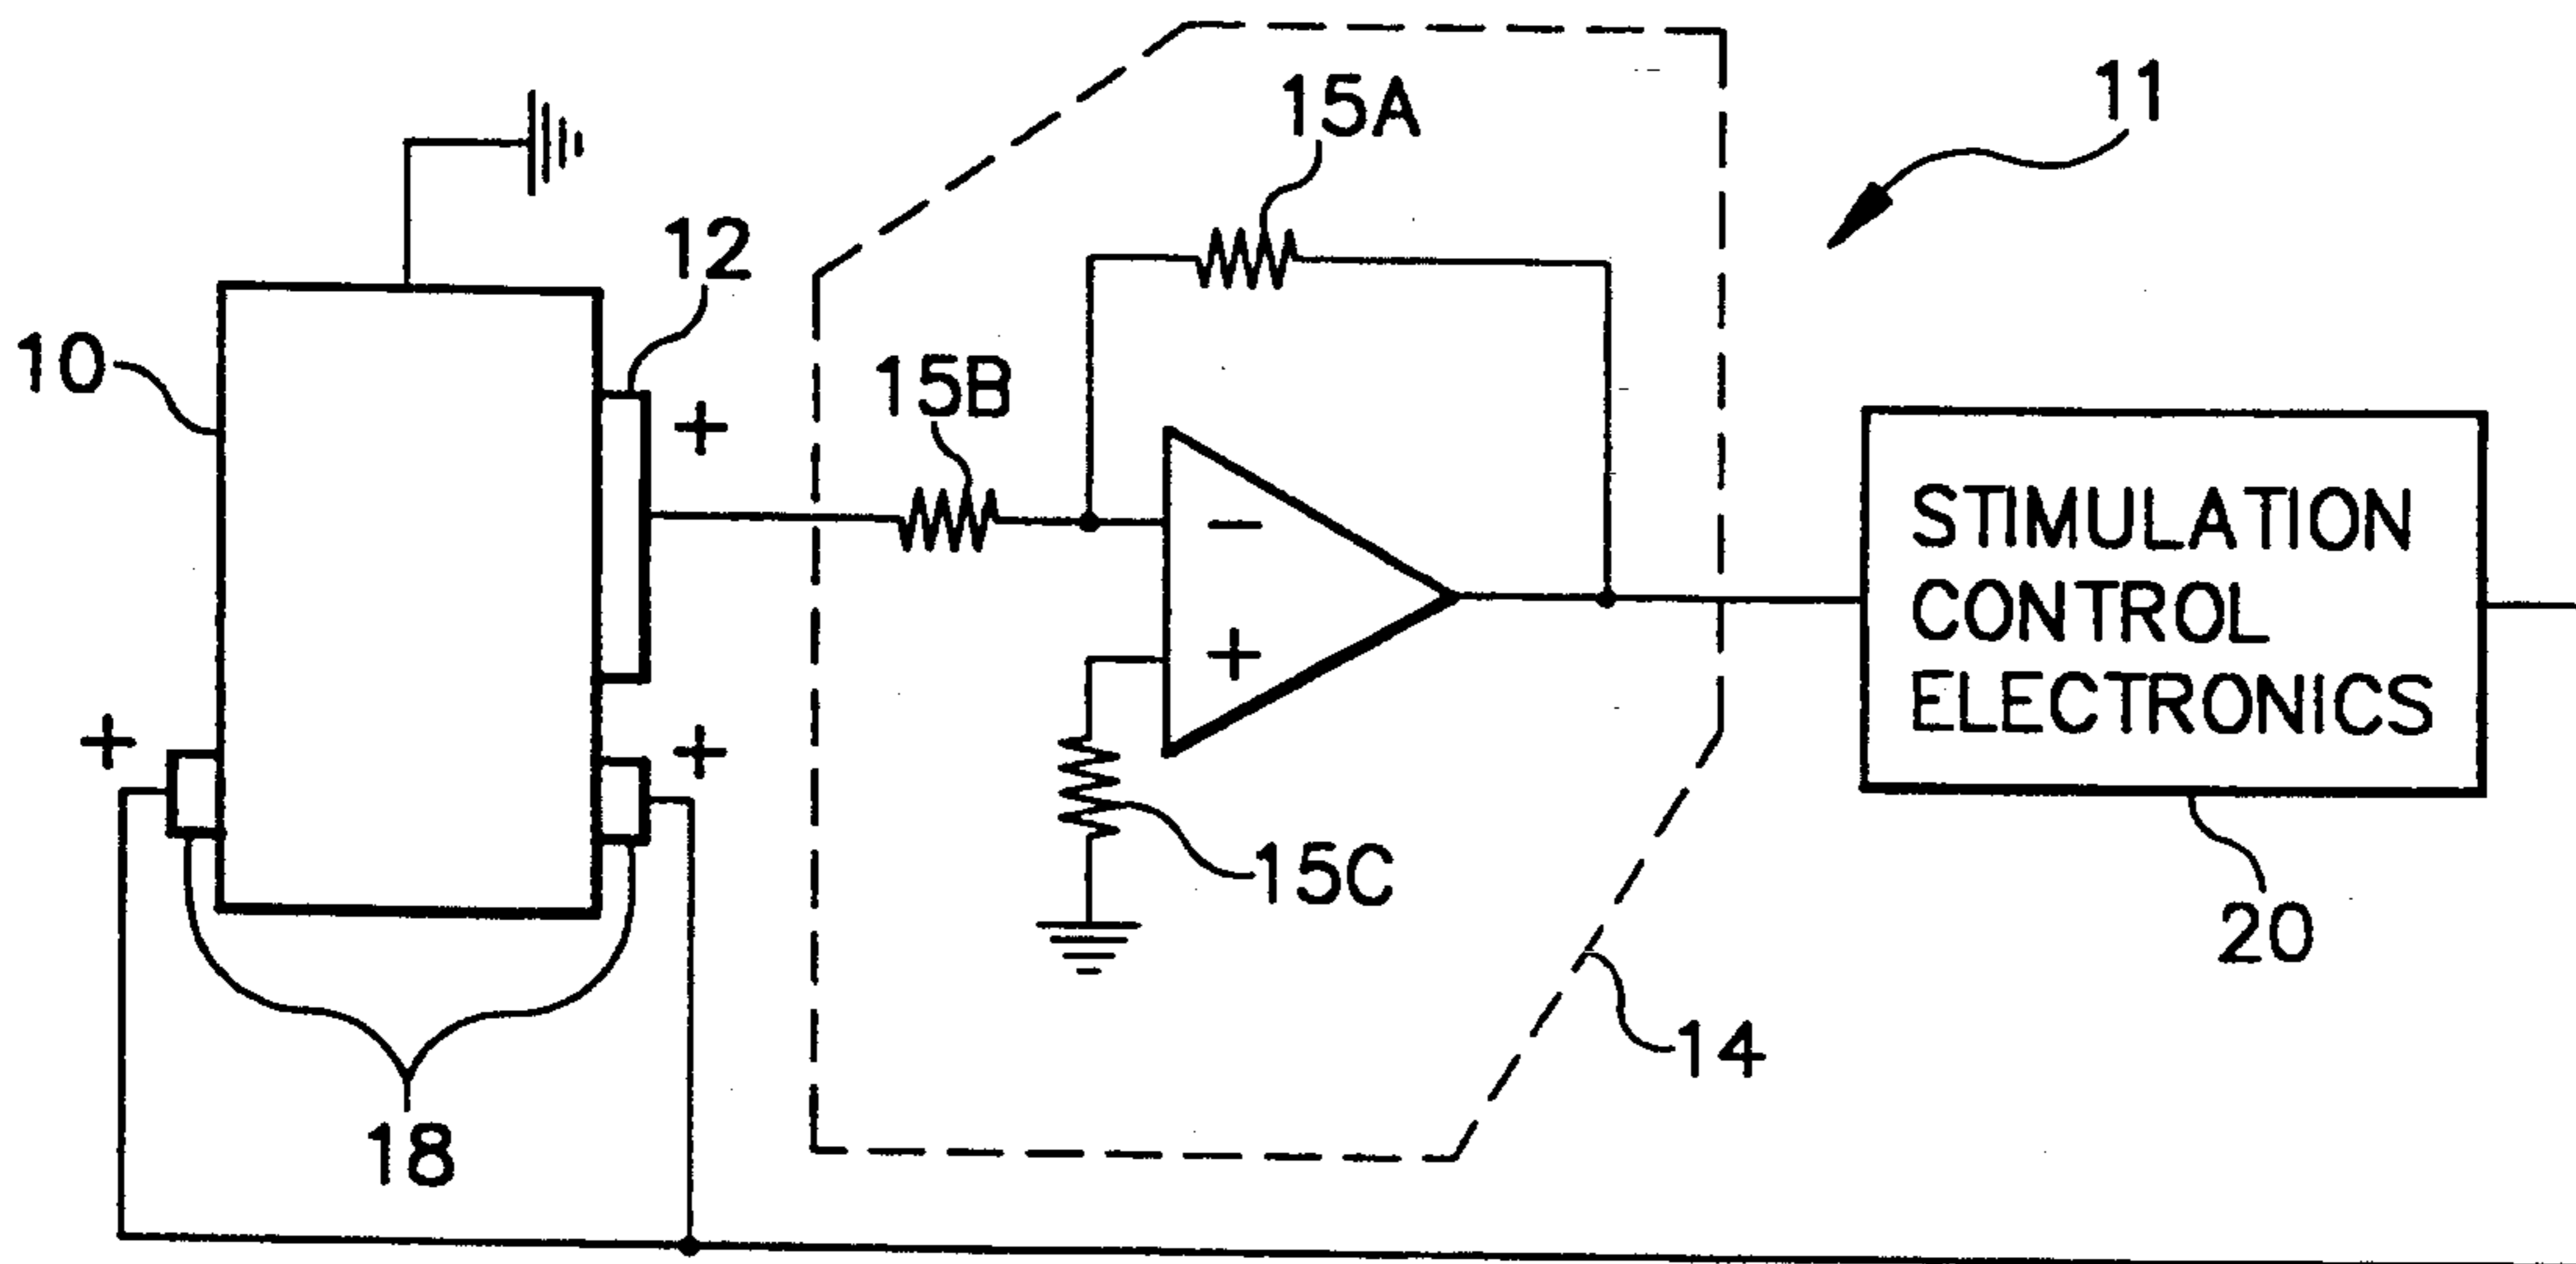 11
15A
12
10
15B
+
−
STIMULATION
CONTROL
ELECTRONICS
+
+
+
15C
20
14
18